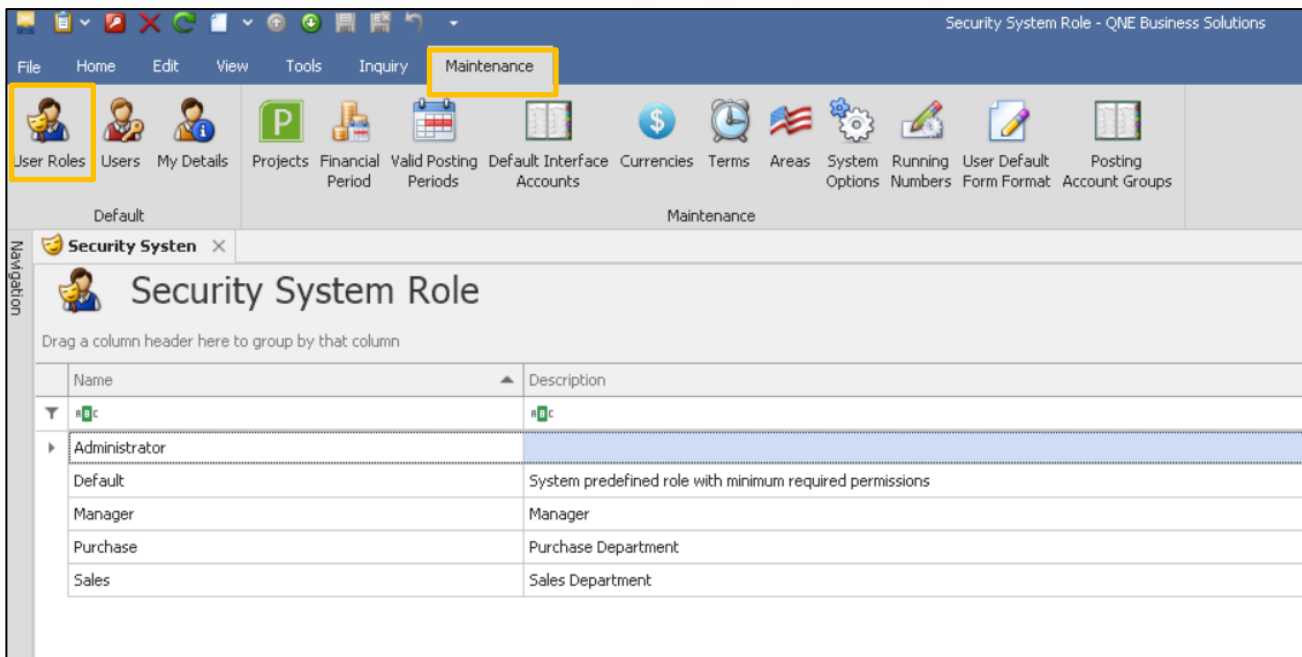 Security System Role - QNE Business Solutions
File Home Edit View Tools Inquiry Maintenance
User Roles Users My Details Projects Financial Period Valid Posting Periods Default Interface Accounts Currencies Terms Areas System Options Running Numbers User Default Form Format Posting Account Groups
Default Maintenance
Navigation
Security Systen
Security System Role
Drag a column header here to group by that column
Name Description
ABC ABC
Administrator
Default System predefined role with minimum required permissions
Manager Manager
Purchase Purchase Department
Sales Sales Department